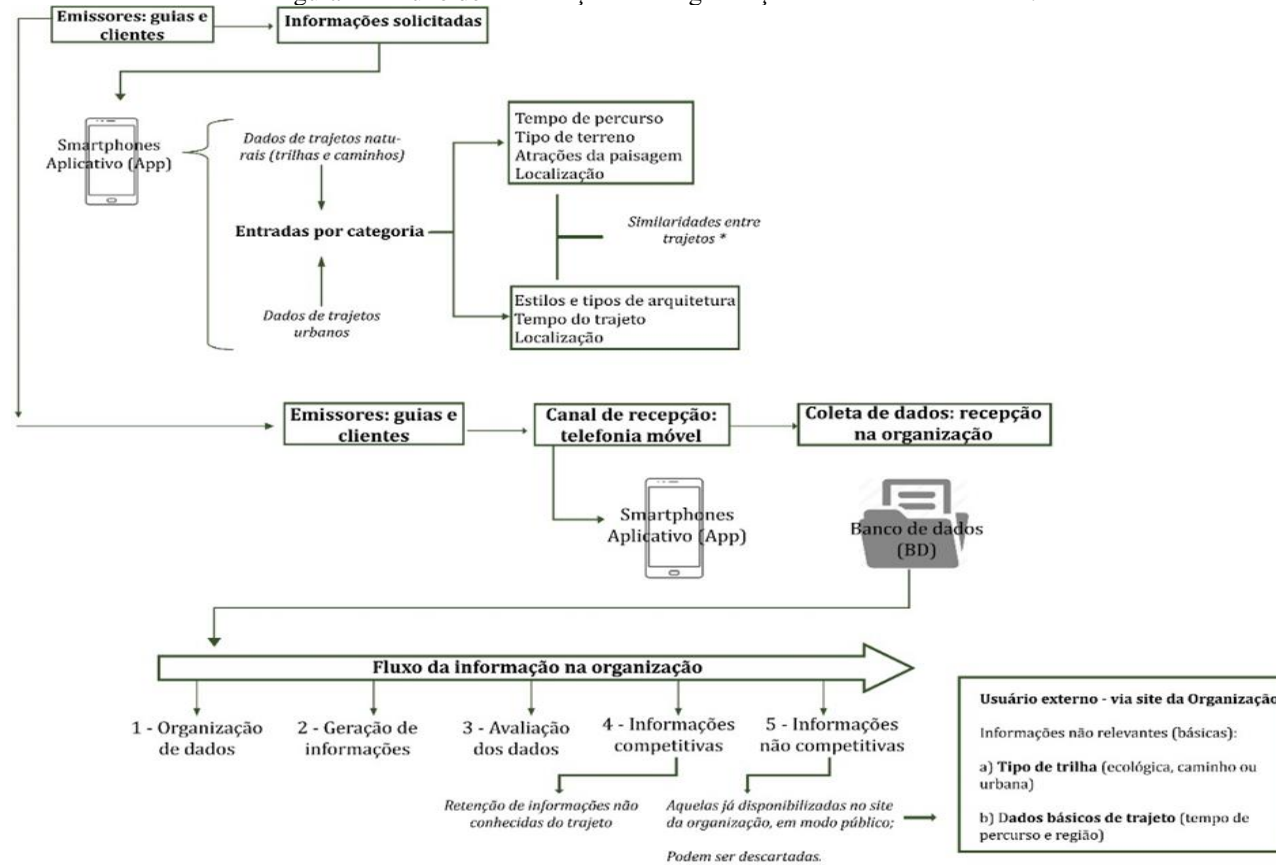 Emissores: guias e
clientes
Informações solicitadas
Smartphones
Aplicativo (App)
Dados de trajetos natu-
rais (trilhas e caminhos)
Entradas por categoria
Dados de trajetos
urbanos
Tempo de percurso
Tipo de terreno
Atrações da paisagem
Localização
Similaridades entre
trajetos *
Estilos e tipos de arquitetura
Tempo do trajeto
Localização
Emissores: guias e
clientes
Canal de recepção:
telefonia móvel
Coleta de dados: recepção
na organização
Smartphones
Aplicativo (App)
Banco de dados
(BD)
Fluxo da informação na organização
1 - Organização
de dados
2 - Geração de
informações
3 - Avaliação
dos dados
4 - Informações
competitivas
5 - Informações
não competitivas
Retenção de informações não
conhecidas do trajeto
Aquelas já disponibilizadas no site
da organização, em modo público;
Podem ser descartadas.
Usuário externo - via site da Organização
Informações não relevantes (básicas):
a) Tipo de trilha (ecológica, caminho ou
urbana)
b) Dados básicos de trajeto (tempo de
percurso e região)